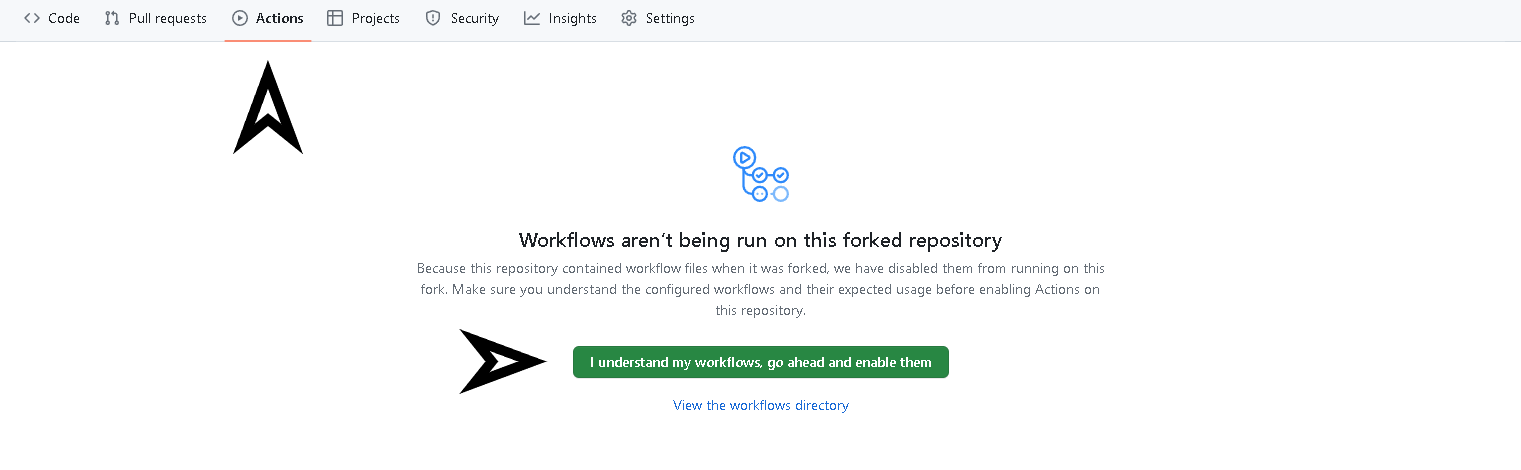 Code Pull requests Actions Projects Security Insights Settings
Workflows aren’t being run on this forked repository
Because this repository contained workflow files when it was forked, we have disabled them from running on this
fork. Make sure you understand the configured workflows and their expected usage before enabling Actions on
this repository.
I understand my workflows, go ahead and enable them
View the workflows directory